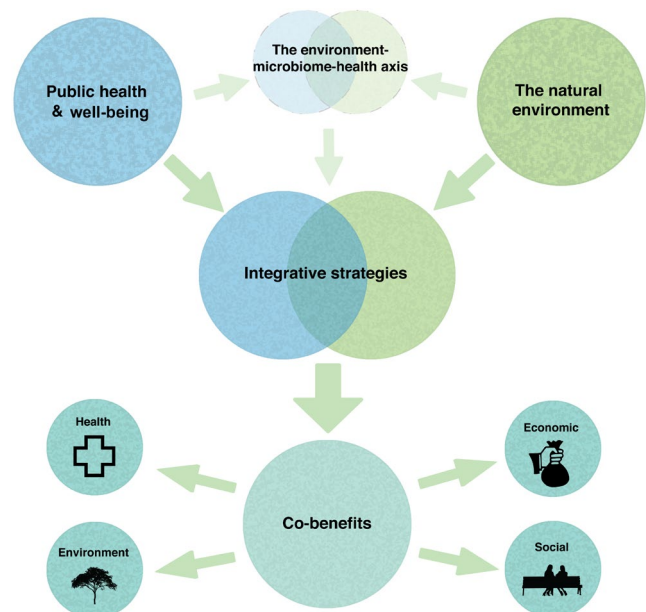 The environment-
microbiome-health axis
Public health
& well-being
The natural
environment
Integrative strategies
Health
Economic
Co-benefits
Environment
Social